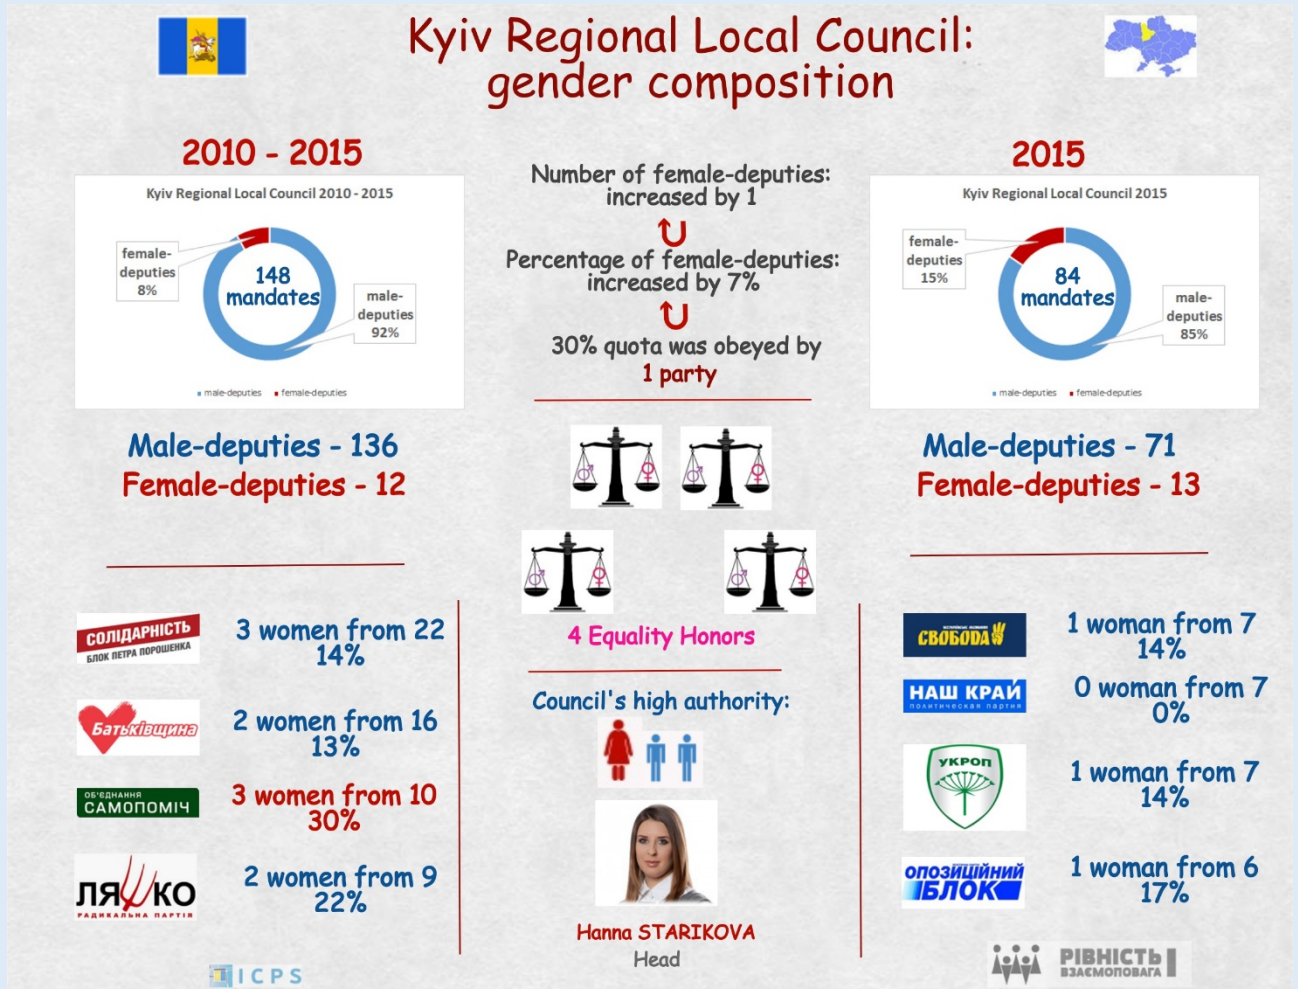 Kyiv Regional Local Council:
gender composition
2010 - 2015
Kyiv Regional Local Council 2010 - 2015
female-
deputies
8%
148
mandates
male-
deputies
92%
male-deputies female-deputies
Male-deputies - 136
Female-deputies - 12
Number of female-deputies:
increased by 1
Percentage of female-deputies:
increased by 7%
30% quota was obeyed by
1 party
2015
Kyiv Regional Local Council 2015
female-
deputies
15%
84
mandates
male-
deputies
85%
male-deputies female-deputies
Male-deputies - 71
Female-deputies - 13
СОЛІДАРНІСТЬ
БЛОК ПЕТРА ПОРОШЕНКА
3 women from 22
14%
Батьківщина
2 women from 16
13%
ОБ'ЄДНАННЯ
САМОПОМІЧ
3 women from 10
30%
ЛЯШКО
РАДИКАЛЬНА ПАРТІЯ
2 women from 9
22%
ICPS
4 Equality Honors
Council's high authority:
Hanna STARIKOVA
Head
СВОБОДА
1 woman from 7
14%
НАШ КРАЙ
ПОЛИТИЧЕСКАЯ ПАРТИЯ
0 woman from 7
0%
УКРОП
1 woman from 7
14%
ОПОЗИЦІЙНИЙ
БЛОК
1 woman from 6
17%
РІВНІСТЬ
ВЗАЄМОПОВАГА